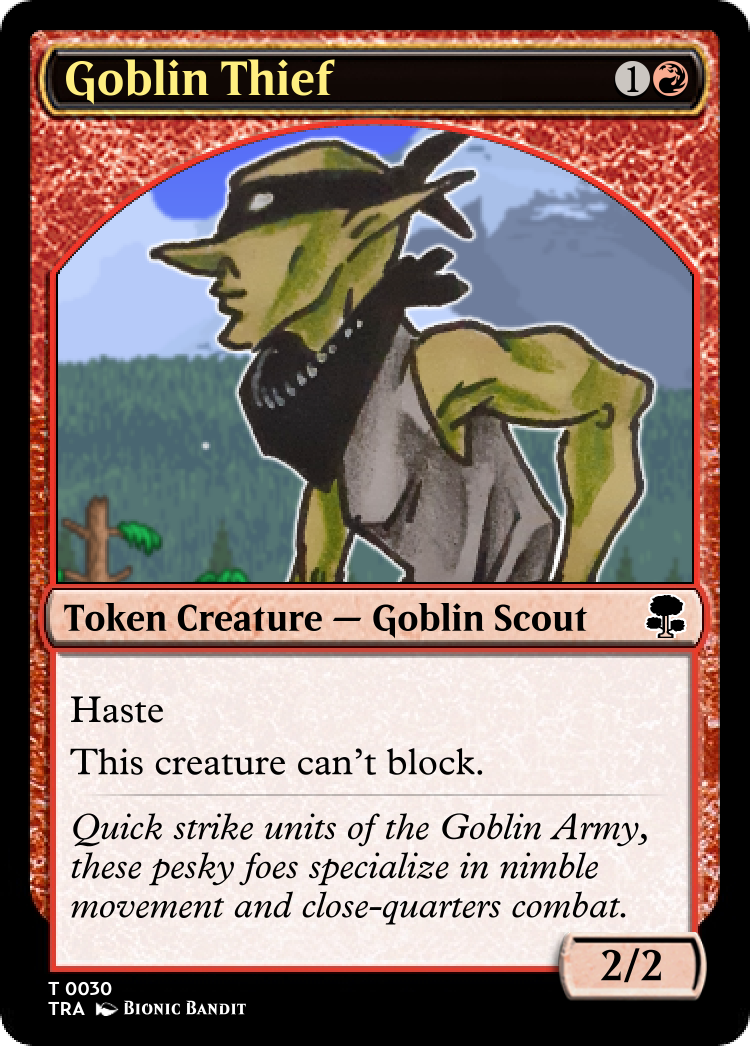 Goblin Thief 1
Token Creature — Goblin Scout
Haste
This creature can't block.
Quick strike units of the Goblin Army,
these pesky foes specialize in nimble
movement and close-quarters combat.
2/2
T 0030
TRA Bionic Bandit